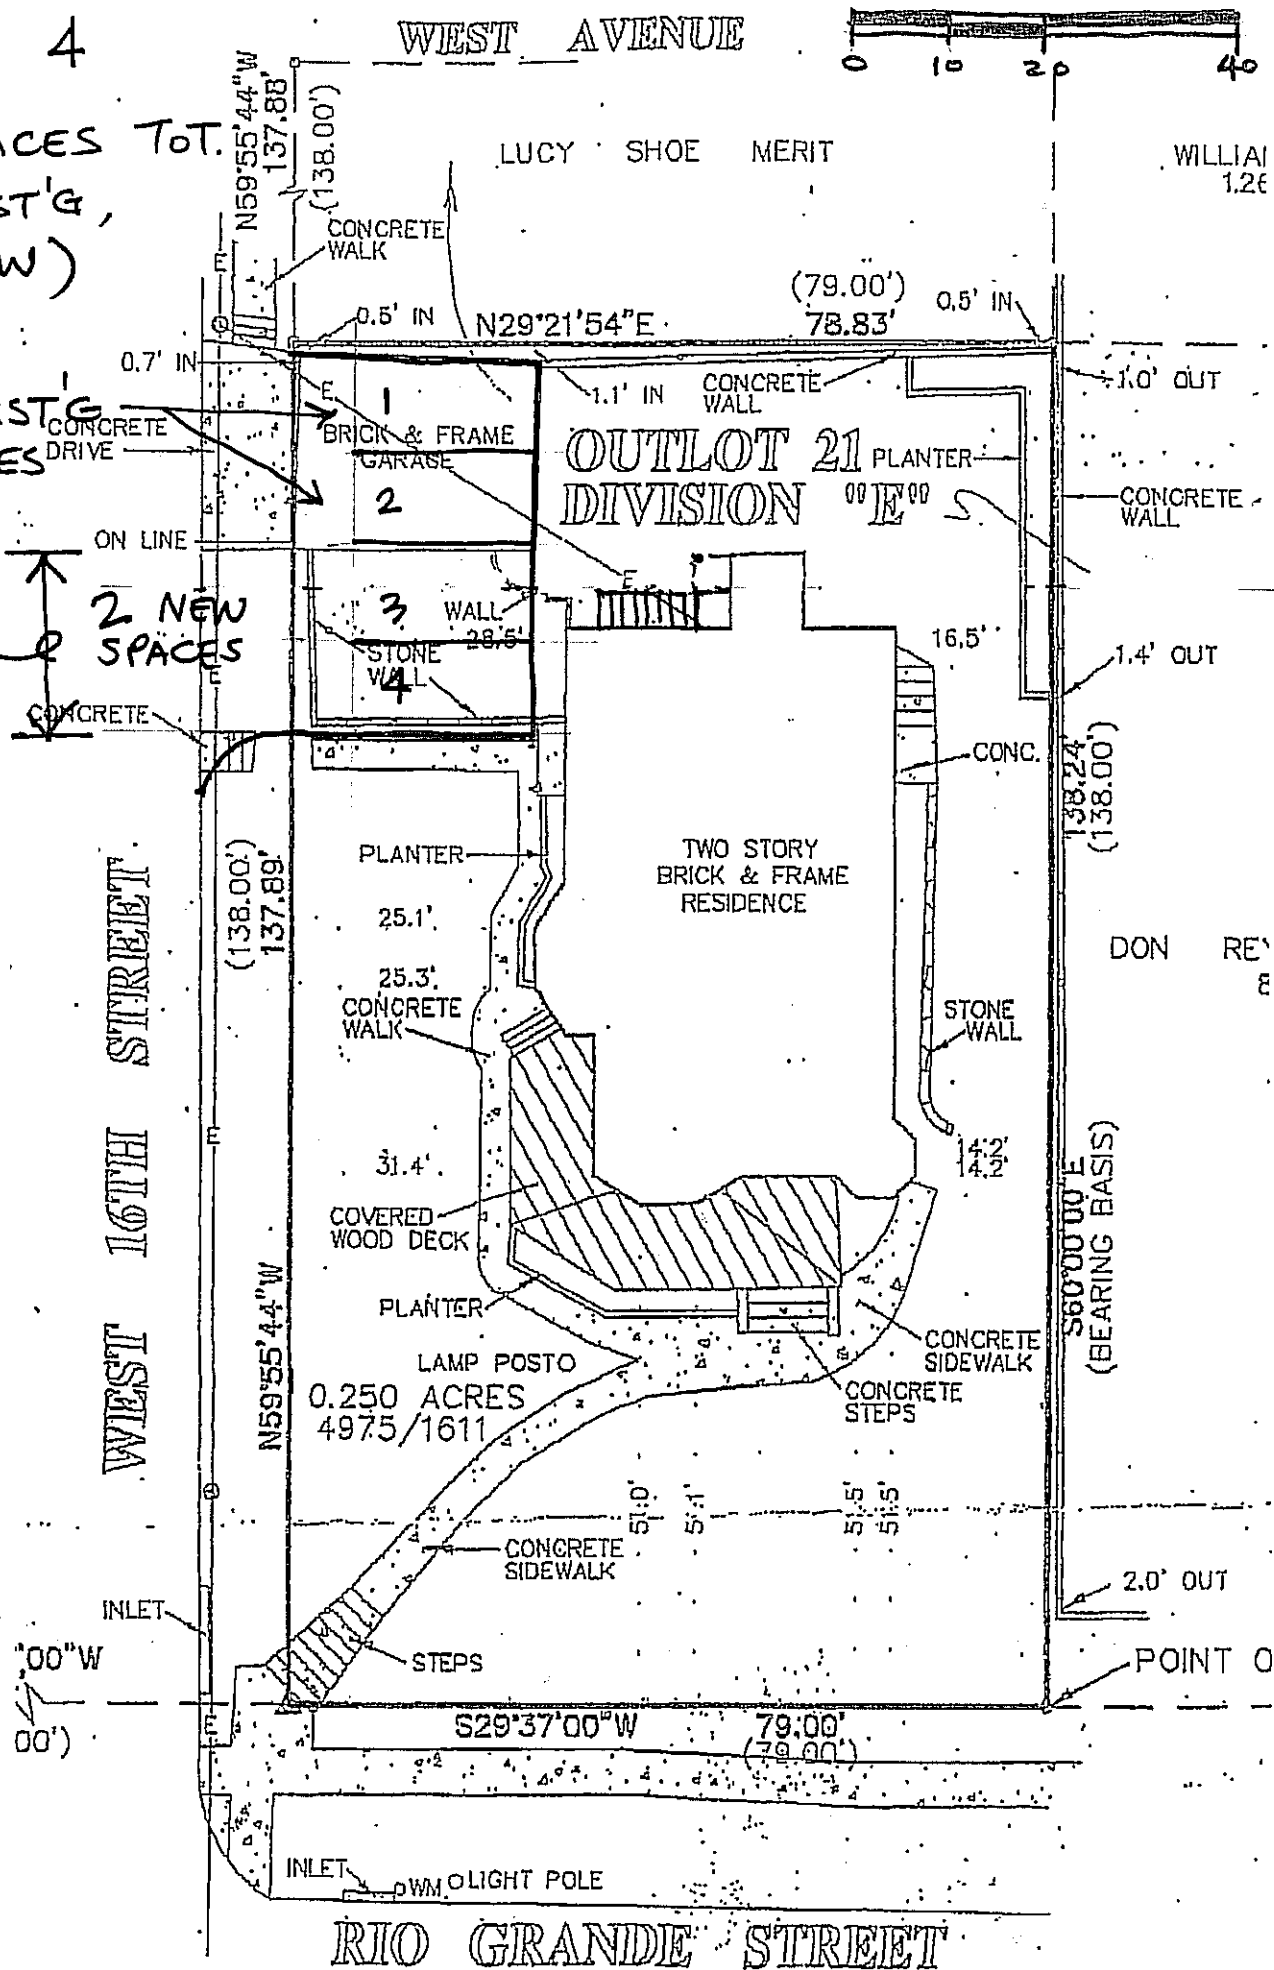 4
WEST AVENUE
0 10 20 40
N59°55'44"W
137.88'
(138.00')
ACES TOT.
ST'G,
W)
LUCY SHOE MERIT
WILLIA
1.26
CONCRETE
WALK
E
(79.00')
0.5' IN
0.5' IN
N29°21'54"E
78.83'
0.7' IN
1.1' IN
CONCRETE
WALL
1.0' OUT
E
1
BRICK & FRAME
GARAGE
IST'G
ES
CONCRETE
DRIVE
2
OUTLOT 21
DIVISION "E"
PLANTER
CONCRETE
WALL
ON LINE
E
2 NEW
SPACES
3
WALL
28.5'
STONE
WALL
4
16.5'
1.4' OUT
E
CONCRETE
CONC.
138.24'
(138.00')
(138.00')
137.89'
PLANTER
TWO STORY
BRICK & FRAME
RESIDENCE
25.1'
25.3'
DON REY
8
CONCRETE
WALK
STONE
WALL
WEST 16TH STREET
E
14.2'
14.2'
31.4'
COVERED
WOOD DECK
S60°00'00"E
(BEARING BASIS)
PLANTER
N59°55'44"W
CONCRETE
SIDEWALK
LAMP POST
0.250 ACRES
4975/1611
CONCRETE
STEPS
51.0'
51.1'
51.5'
51.5'
CONCRETE
SIDEWALK
2.0' OUT
INLET
STEPS
POINT O
'00"W
00')
E
S29°37'00"W
79.00'
(79.00')
INLET
WM
LIGHT POLE
RIO GRANDE STREET